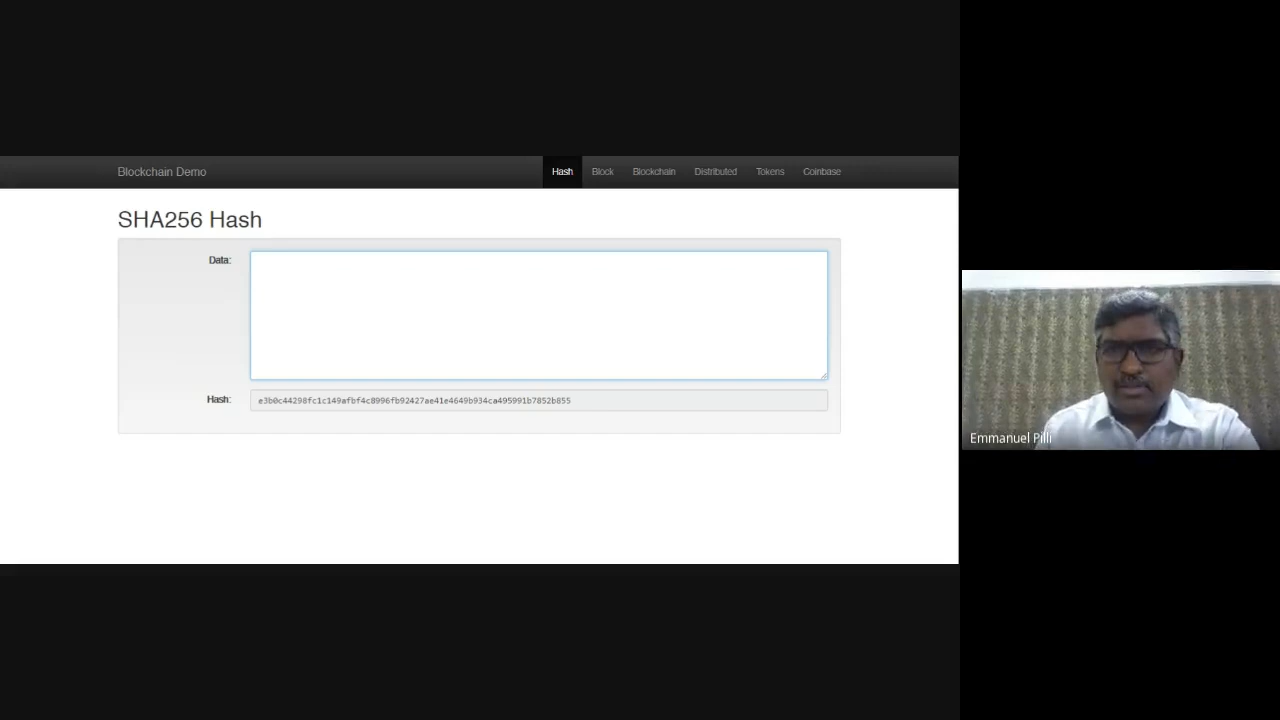 Blockchain Demo
Hash Block Blockchain Distributed Tokens Coinbase
SHA256 Hash
Data:
Hash: e3b0c44298fc1c149afbf4c8996fb92427ae41e4649b934ca495991b7852b855
Emmanuel Pilli